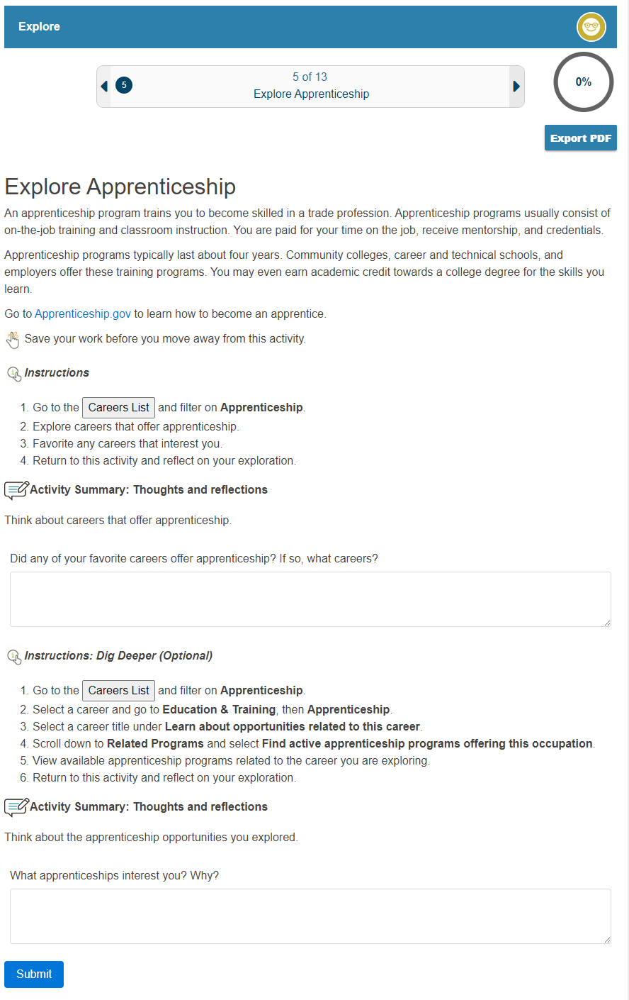 Explore
5
5 of 13
Explore Apprenticeship
0%
Export PDF
Explore Apprenticeship
An apprenticeship program trains you to become skilled in a trade profession. Apprenticeship programs usually consist of
on-the-job training and classroom instruction. You are paid for your time on the job, receive mentorship, and credentials.
Apprenticeship programs typically last about four years. Community colleges, career and technical schools, and
employers offer these training programs. You may even earn academic credit towards a college degree for the skills you
learn.
Go to Apprenticeship.gov to learn how to become an apprentice.
Save your work before you move away from this activity.
Instructions
1. Go to the Careers List and filter on Apprenticeship.
2. Explore careers that offer apprenticeship.
3. Favorite any careers that interest you.
4. Return to this activity and reflect on your exploration.
Activity Summary: Thoughts and reflections
Think about careers that offer apprenticeship.
Did any of your favorite careers offer apprenticeship? If so, what careers?
Instructions: Dig Deeper (Optional)
1. Go to the Careers List and filter on Apprenticeship.
2. Select a career and go to Education & Training, then Apprenticeship.
3. Select a career title under Learn about opportunities related to this career.
4. Scroll down to Related Programs and select Find active apprenticeship programs offering this occupation.
5. View available apprenticeship programs related to the career you are exploring.
6. Return to this activity and reflect on your exploration.
Activity Summary: Thoughts and reflections
Think about the apprenticeship opportunities you explored.
What apprenticeships interest you? Why?
Submit